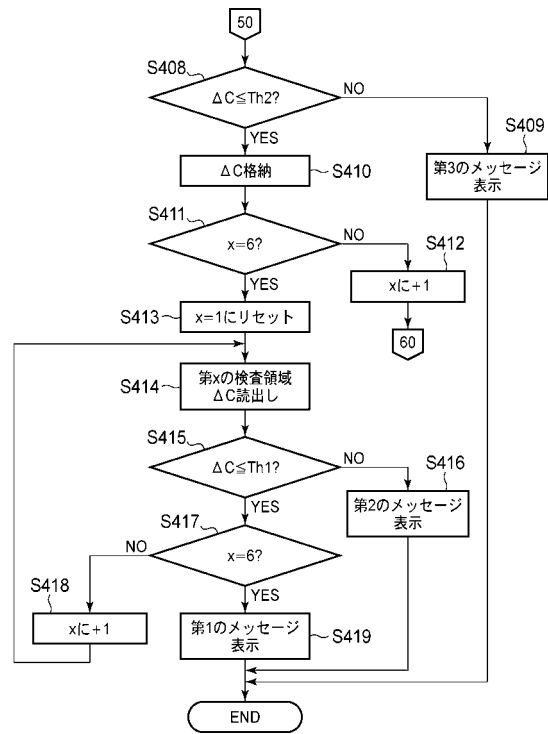 50
S408
ΔC≦Th2?
NO
YES
S409
第3のメッセージ
表示
ΔC格納
S410
S411
x=6?
NO
YES
S412
xに+1
60
S413
x=1にリセット
S414
第xの検査領域
ΔC読出し
S415
ΔC≦Th1?
NO
YES
S416
第2のメッセージ
表示
S417
x=6?
NO
YES
S418
xに+1
第1のメッセージ
表示
S419
END